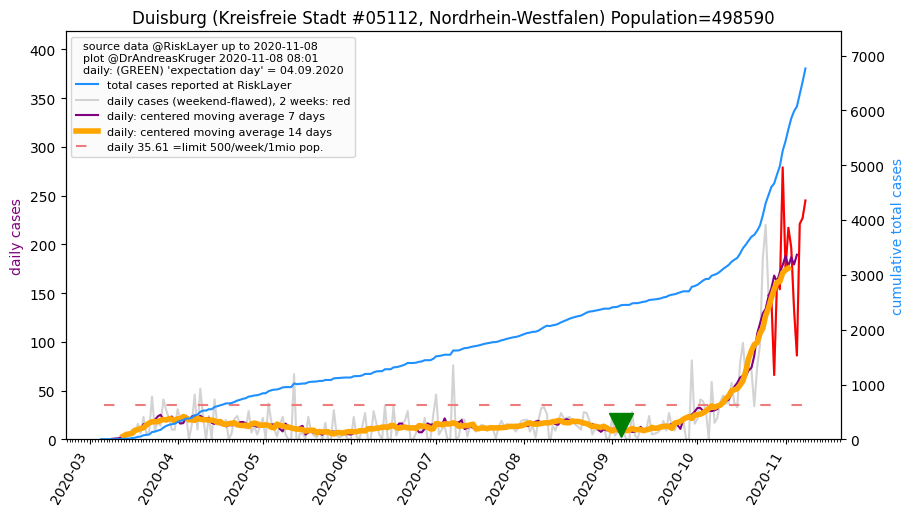 Duisburg (Kreisfreie Stadt #05112, Nordrhein-Westfalen) Population=498590
source data @RiskLayer up to 2020-11-08
plot @DrAndreasKruger 2020-11-08 08:01
daily: (GREEN) 'expectation day' = 04.09.2020
total cases reported at RiskLayer
daily cases (weekend-flawed), 2 weeks: red
daily: centered moving average 7 days
daily: centered moving average 14 days
daily 35.61 =limit 500/week/1mio pop.
daily cases
400
350
300
250
200
150
100
50
0
cumulative total cases
7000
6000
5000
4000
3000
2000
1000
0
2020-03
2020-04
2020-05
2020-06
2020-07
2020-08
2020-09
2020-10
2020-11